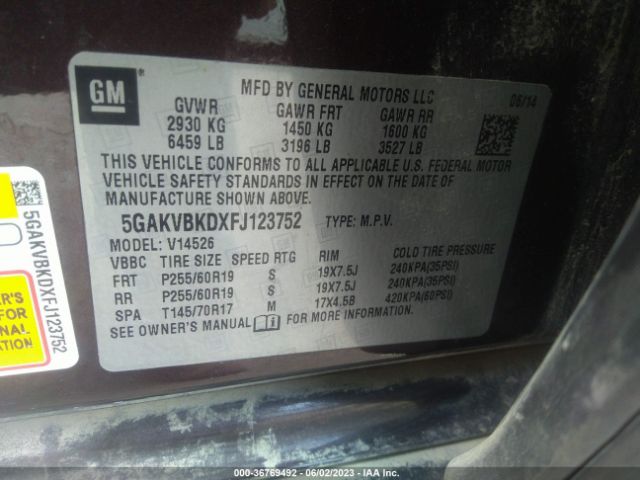 GM
MFD BY GENERAL MOTORS LLC
06/14
GVWR GAWR FRT GAWR RR
2930 KG 1450 KG 1600 KG
6459 LB 3196 LB 3527 LB
THIS VEHICLE CONFORMS TO ALL APPLICABLE U.S. FEDERAL MOTOR
VEHICLE SAFETY STANDARDS IN EFFECT ON THE DATE OF
MANUFACTURE SHOWN ABOVE.
5GAKVBKDXFJ123752 TYPE: M.P.V.
MODEL: V14526
VBBC TIRE SIZE SPEED RTG RIM COLD TIRE PRESSURE
FRT P255/60R19 S 19X7.5J 240KPA(35PSI)
RR P255/60R19 S 19X7.5J 240KPA(35PSI)
SPA T145/70R17 M 17X4.5B 420KPA(60PSI)
SEE OWNER'S MANUAL FOR MORE INFORMATION.
5GAKVBKDXFJ123752
FOR
NAL
ATION
000-36769492 - 06/02/2023 - IAA Inc.